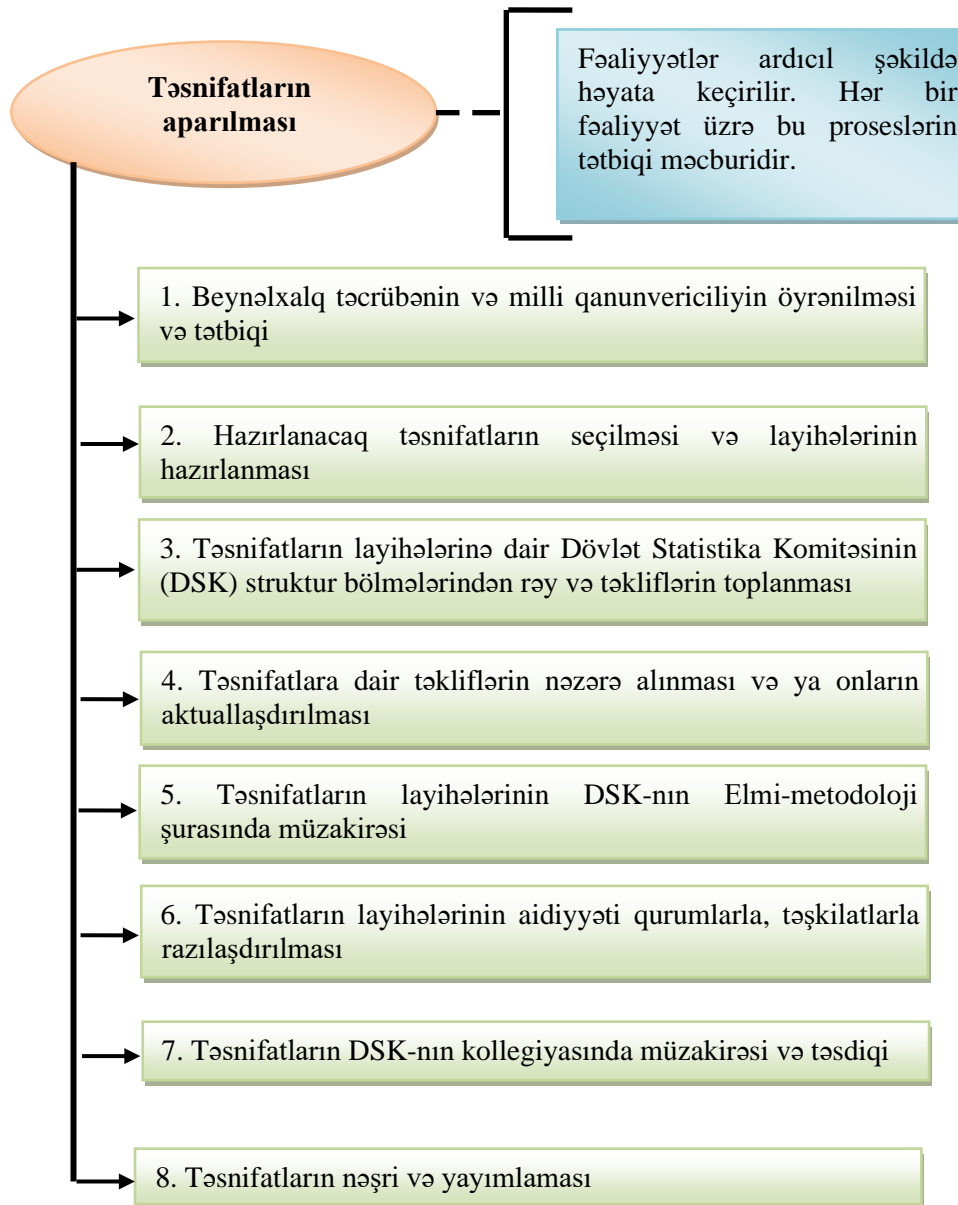 Təsnifatların
aparılması
Fəaliyyətlər ardıcıl şəkildə
həyata keçirilir. Hər bir
fəaliyyət üzrə bu proseslərin
tətbiqi məcburidir.
1. Beynəlxalq təcrübənin və milli qanunvericiliyin öyrənilməsi
və tətbiqi
2. Hazırlanacaq təsnifatların seçilməsi və layihələrinin
hazırlanması
3. Təsnifatların layihələrinə dair Dövlət Statistika Komitəsinin
(DSK) struktur bölmələrindən rəy və təkliflərin toplanması
4. Təsnifatlara dair təkliflərin nəzərə alınması və ya onların
aktuallaşdırılması
5. Təsnifatların layihələrinin DSK-nın Elmi-metodoloji
şurasında müzakirəsi
6. Təsnifatların layihələrinin aidiyyəti qurumlarla, təşkilatlarla
razılaşdırılması
7. Təsnifatların DSK-nın kollegiyasında müzakirəsi və təsdiqi
8. Təsnifatların nəşri və yayımlaması